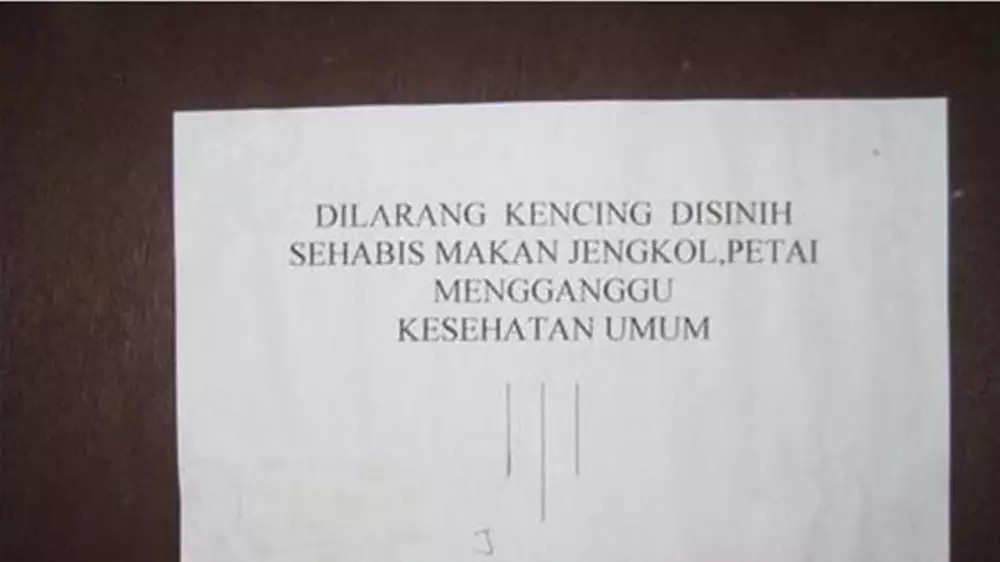 DILARANG KENCING DISINIH
SEHABIS MAKAN JENGKOL,PETAI
MENGGANGGU
KESEHATAN UMUM
J